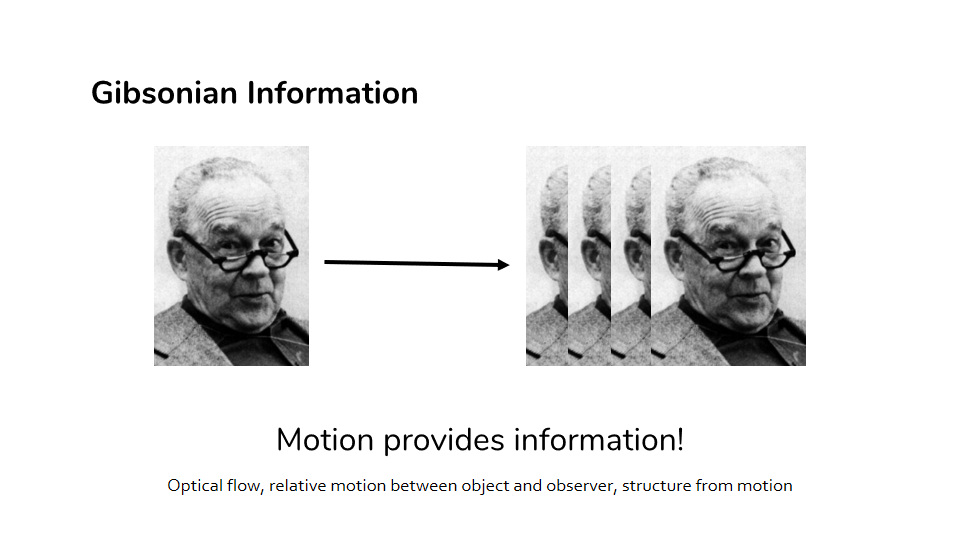 Gibsonian Information
Motion provides information!
Optical flow, relative motion between object and observer, structure from motion